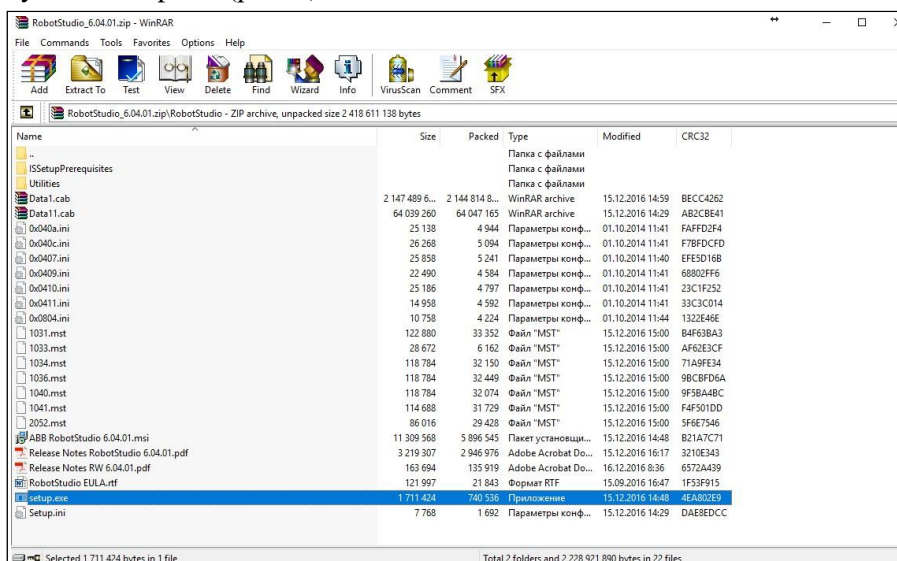 RobotStudio_6.04.01.zip - WinRAR
File Commands Tools Favorites Options Help
Add Extract To Test View Delete Find Wizard Info VirusScan Comment SFX
RobotStudio_6.04.01.zip\RobotStudio - ZIP archive, unpacked size 2 418 611 138 bytes
Name Size Packed Type Modified CRC32
.. Папка с файлами
ISSetupPrerequisites Папка с файлами
Utilities Папка с файлами
Data1.cab 2 147 489 6... 2 144 814 8... WinRAR archive 15.12.2016 14:59 BECC4262
Data11.cab 64 039 260 64 047 165 WinRAR archive 15.12.2016 14:29 AB2CBE41
0x040a.ini 25 138 4 944 Параметры конф... 01.10.2014 11:41 FAFFD2F4
0x040c.ini 26 268 5 094 Параметры конф... 01.10.2014 11:41 F7BFDCFD
0x0407.ini 25 858 5 241 Параметры конф... 01.10.2014 11:40 EFE5D16B
0x0409.ini 22 490 4 584 Параметры конф... 01.10.2014 11:41 68802FF6
0x0410.ini 25 186 4 797 Параметры конф... 01.10.2014 11:41 23C1F252
0x0411.ini 14 958 4 592 Параметры конф... 01.10.2014 11:41 33C3C014
0x0804.ini 10 758 4 224 Параметры конф... 01.10.2014 11:44 1322E46E
1031.mst 122 880 33 352 Файл "MST" 15.12.2016 15:00 B4F63BA3
1033.mst 28 672 6 162 Файл "MST" 15.12.2016 15:00 AF62E3CF
1034.mst 118 784 32 150 Файл "MST" 15.12.2016 15:00 71A9FE34
1036.mst 118 784 32 449 Файл "MST" 15.12.2016 15:00 9BCBFD6A
1040.mst 118 784 32 074 Файл "MST" 15.12.2016 15:00 9F5BA4BC
1041.mst 114 688 31 729 Файл "MST" 15.12.2016 15:00 F4F501DD
2052.mst 86 016 29 428 Файл "MST" 15.12.2016 15:00 5F6E7546
ABB RobotStudio 6.04.01.msi 11 309 568 5 896 545 Пакет установщи... 15.12.2016 14:48 B21A7C71
Release Notes RobotStudio 6.04.01.pdf 3 219 307 2 946 976 Adobe Acrobat Do... 15.12.2016 16:17 3210E343
Release Notes RW 6.04.01.pdf 163 694 135 919 Adobe Acrobat Do... 16.12.2016 8:36 6572A439
RobotStudio EULA.rtf 121 997 21 843 Формат RTF 15.09.2016 16:47 1F53F915
setup.exe 1 711 424 740 536 Приложение 15.12.2016 14:48 4EA802E9
Setup.ini 7 768 1 692 Параметры конф... 15.12.2016 14:29 DAE8EDCC
Selected 1 711 424 bytes in 1 file Total 2 folders and 2 228 921 890 bytes in 22 files